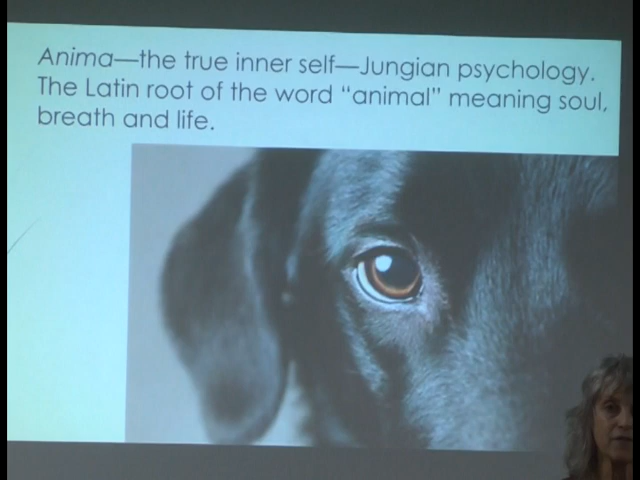 Anima—the true inner self—Jungian psychology.
The Latin root of the word “animal” meaning soul,
breath and life.